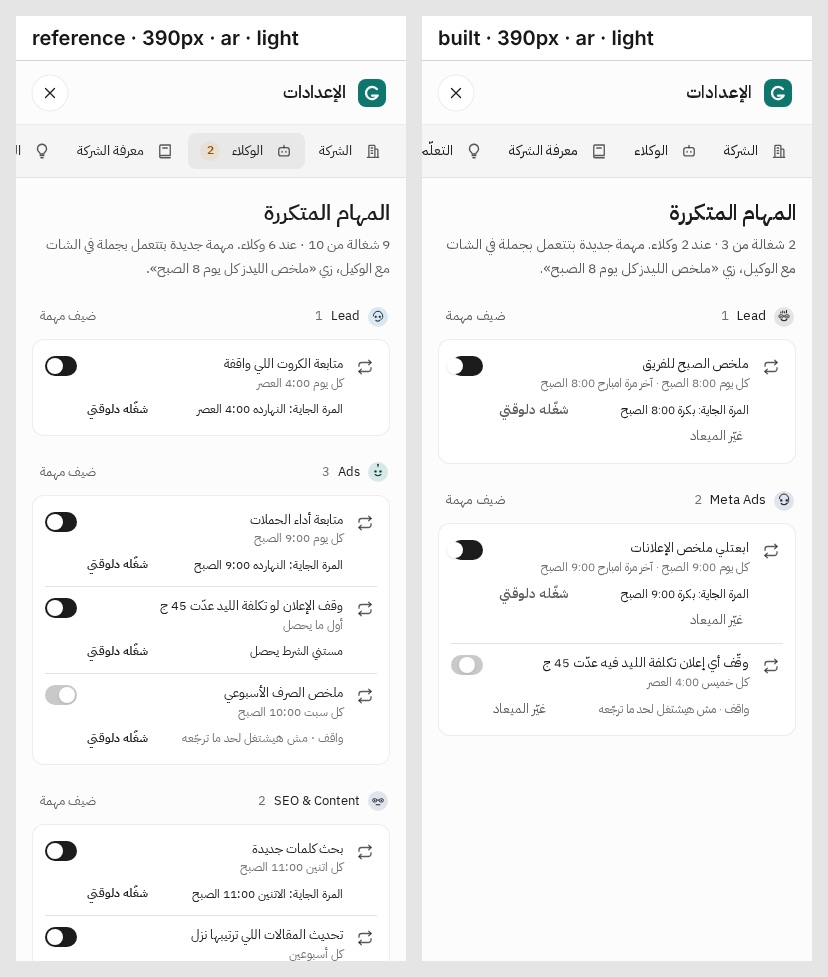 reference · 390px · ar · light
الإعدادات
الشركة
الوكلاء 2
معرفة الشركة
المهام المتكررة
9 شغالة من 10 · عند 6 وكلاء. مهمة جديدة بتتعمل بجملة في الشات
مع الوكيل، زي «ملخص الليدز كل يوم 8 الصبح».
Lead 1
ضيف مهمة
متابعة الكروت اللي واقفة
كل يوم 4:00 العصر
المرة الجاية: النهارده 4:00 العصر
شغّله دلوقتي
Ads 3
ضيف مهمة
متابعة أداء الحملات
كل يوم 9:00 الصبح
المرة الجاية: النهارده 9:00 الصبح
شغّله دلوقتي
وقف الإعلان لو تكلفة الليد عدّت 45 ج
أول ما يحصل
مستني الشرط يحصل
شغّله دلوقتي
ملخص الصرف الأسبوعي
كل سبت 10:00 الصبح
واقف · مش هيشتغل لحد ما ترجّعه
شغّله دلوقتي
SEO & Content 2
ضيف مهمة
بحث كلمات جديدة
كل اتنين 11:00 الصبح
المرة الجاية: الاتنين 11:00 الصبح
شغّله دلوقتي
تحديث المقالات اللي ترتيبها نزل
كل أسبوعين
built · 390px · ar · light
الإعدادات
الشركة
الوكلاء
معرفة الشركة
المهام المتكررة
2 شغالة من 3 · عند 2 وكلاء. مهمة جديدة بتتعمل بجملة في الشات
مع الوكيل، زي «ملخص الليدز كل يوم 8 الصبح».
Lead 1
ضيف مهمة
ملخص الصبح للفريق
كل يوم 8:00 الصبح · آخر مرة امبارح 8:00 الصبح
المرة الجاية: بكرة 8:00 الصبح
شغّله دلوقتي
غيّر الميعاد
Meta Ads 2
ضيف مهمة
ابعتلي ملخص الإعلانات
كل يوم 9:00 الصبح · آخر مرة امبارح 9:00 الصبح
المرة الجاية: بكرة 9:00 الصبح
شغّله دلوقتي
غيّر الميعاد
وقّف أي إعلان تكلفة الليد فيه عدّت 45 ج
كل خميس 4:00 العصر
واقف · مش هيشتغل لحد ما ترجّعه
غيّر الميعاد